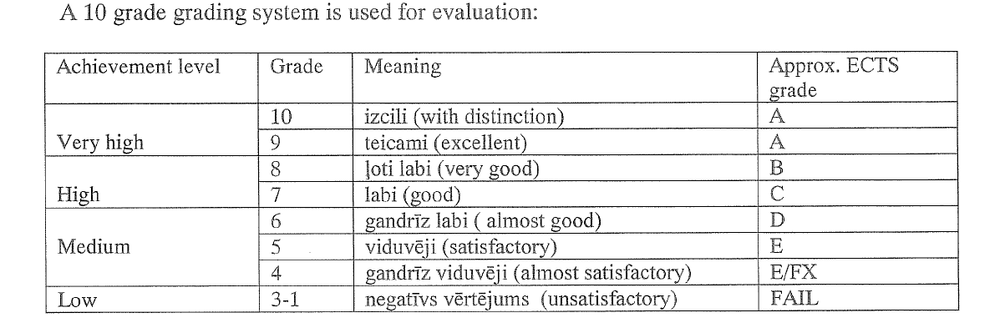 A 10 grade grading system is used for evaluation:
Achievement level Grade Meaning Approx. ECTS
grade
10 izcili (with distinction) A
Very high 9 teicami (excellent) A
8 ļoti labi (very good) B
High 7 labi (good) C
6 gandrīz labi ( almost good) D
Medium 5 viduvēji (satisfactory) E
4 gandrīz viduvēji (almost satisfactory) E/FX
Low 3-1 negatīvs vērtējums (unsatisfactory) FAIL